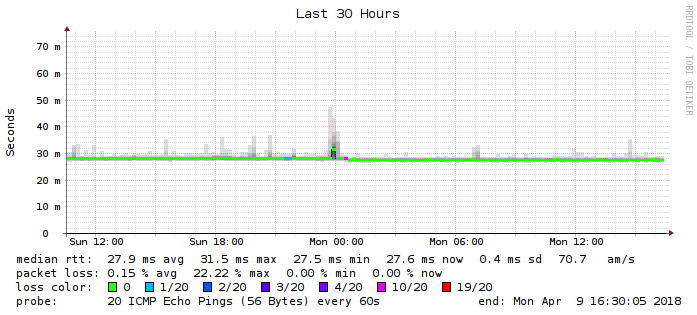 Last 30 Hours
RRDTOOL / TOBI OETIKER
Seconds
70 m
60 m
50 m
40 m
30 m
20 m
10 m
0
Sun 12:00 Sun 18:00 Mon 00:00 Mon 06:00 Mon 12:00
median rtt: 27.9 ms avg 31.5 ms max 27.5 ms min 27.6 ms now 0.4 ms sd 70.7 am/s
packet loss: 0.15 % avg 22.22 % max 0.00 % min 0.00 % now
loss color: 0 1/20 2/20 3/20 4/20 10/20 19/20
probe: 20 ICMP Echo Pings (56 Bytes) every 60s end: Mon Apr 9 16:30:05 2018